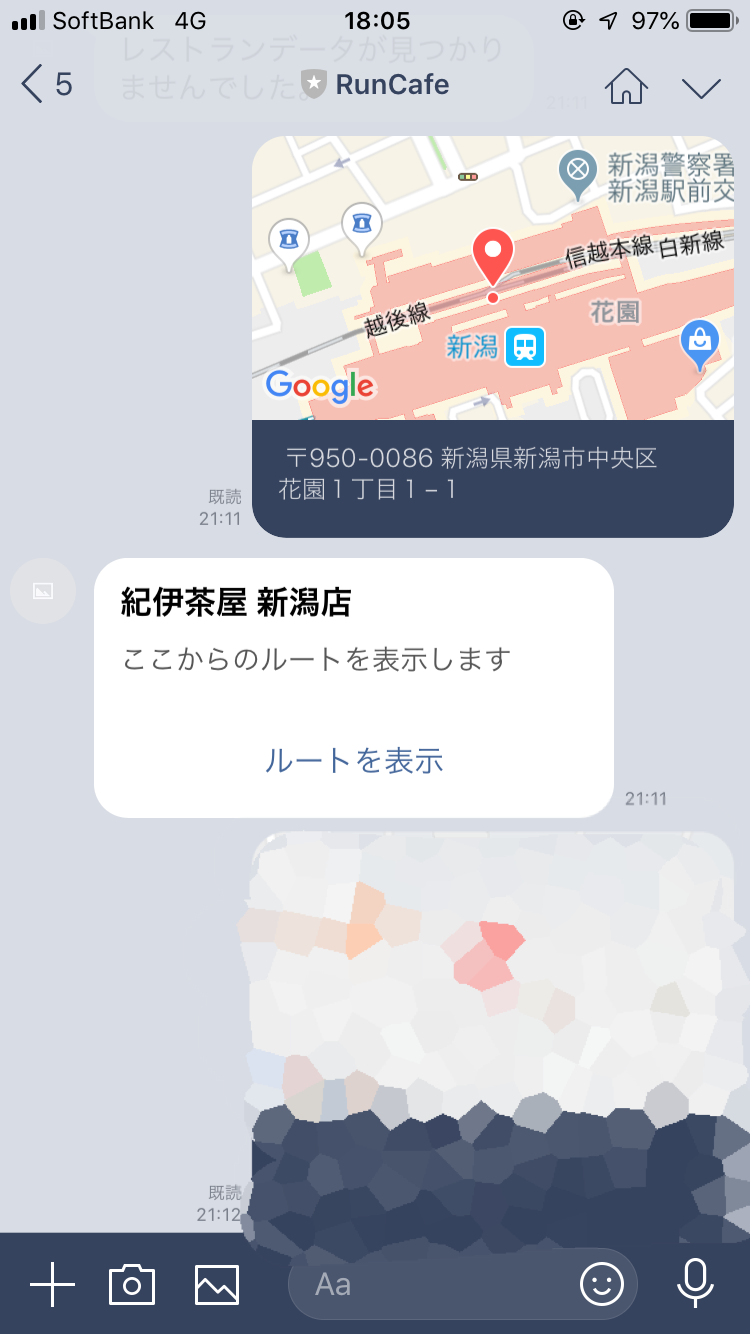 SoftBank 4G 18:05 97%
レストランデータが見つかり
ませんでした。
5 RunCafe
21:11
新潟警察署
新潟駅前交
信越本線 白新線
越後線
花園
新潟
Google
〒950-0086 新潟県新潟市中央区
花園１丁目１−１
既読
21:11
紀伊茶屋 新潟店
ここからのルートを表示します
ルートを表示
21:11
既読
21:12
Aa